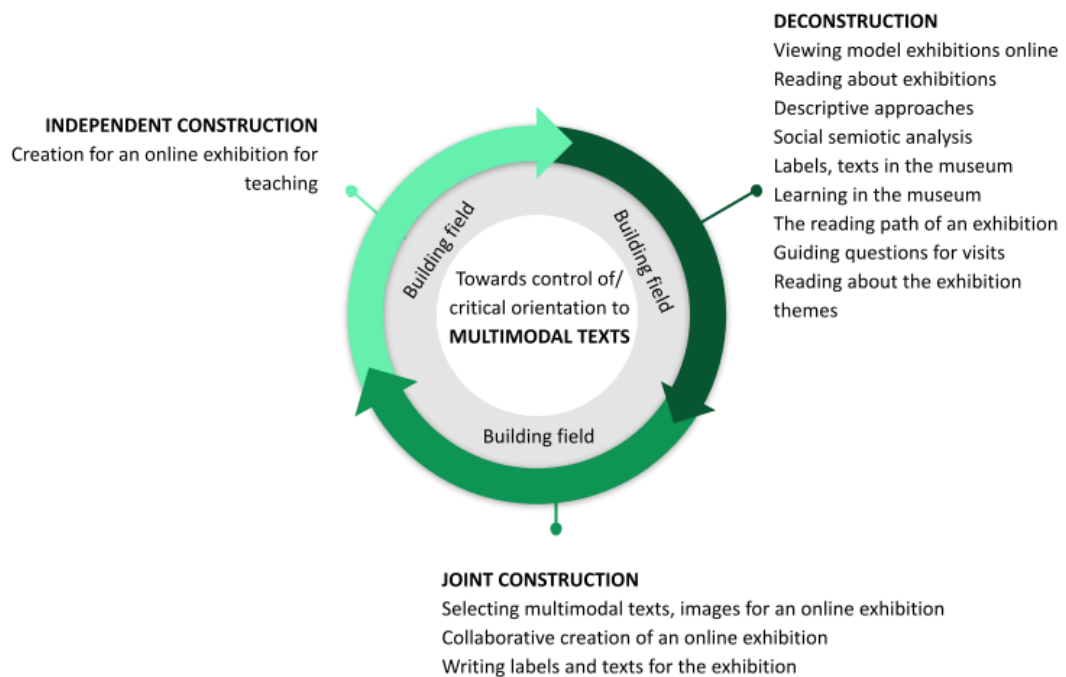 DECONSTRUCTION
Viewing model exhibitions online
Reading about exhibitions
Descriptive approaches
Social semiotic analysis
Labels, texts in the museum
Learning in the museum
The reading path of an exhibition
Guiding questions for visits
Reading about the exhibition
themes
INDEPENDENT CONSTRUCTION
Creation for an online exhibition for
teaching
Building field
Building field
Towards control of/
critical orientation to
MULTIMODAL TEXTS
Building field
JOINT CONSTRUCTION
Selecting multimodal texts, images for an online exhibition
Collaborative creation of an online exhibition
Writing labels and texts for the exhibition